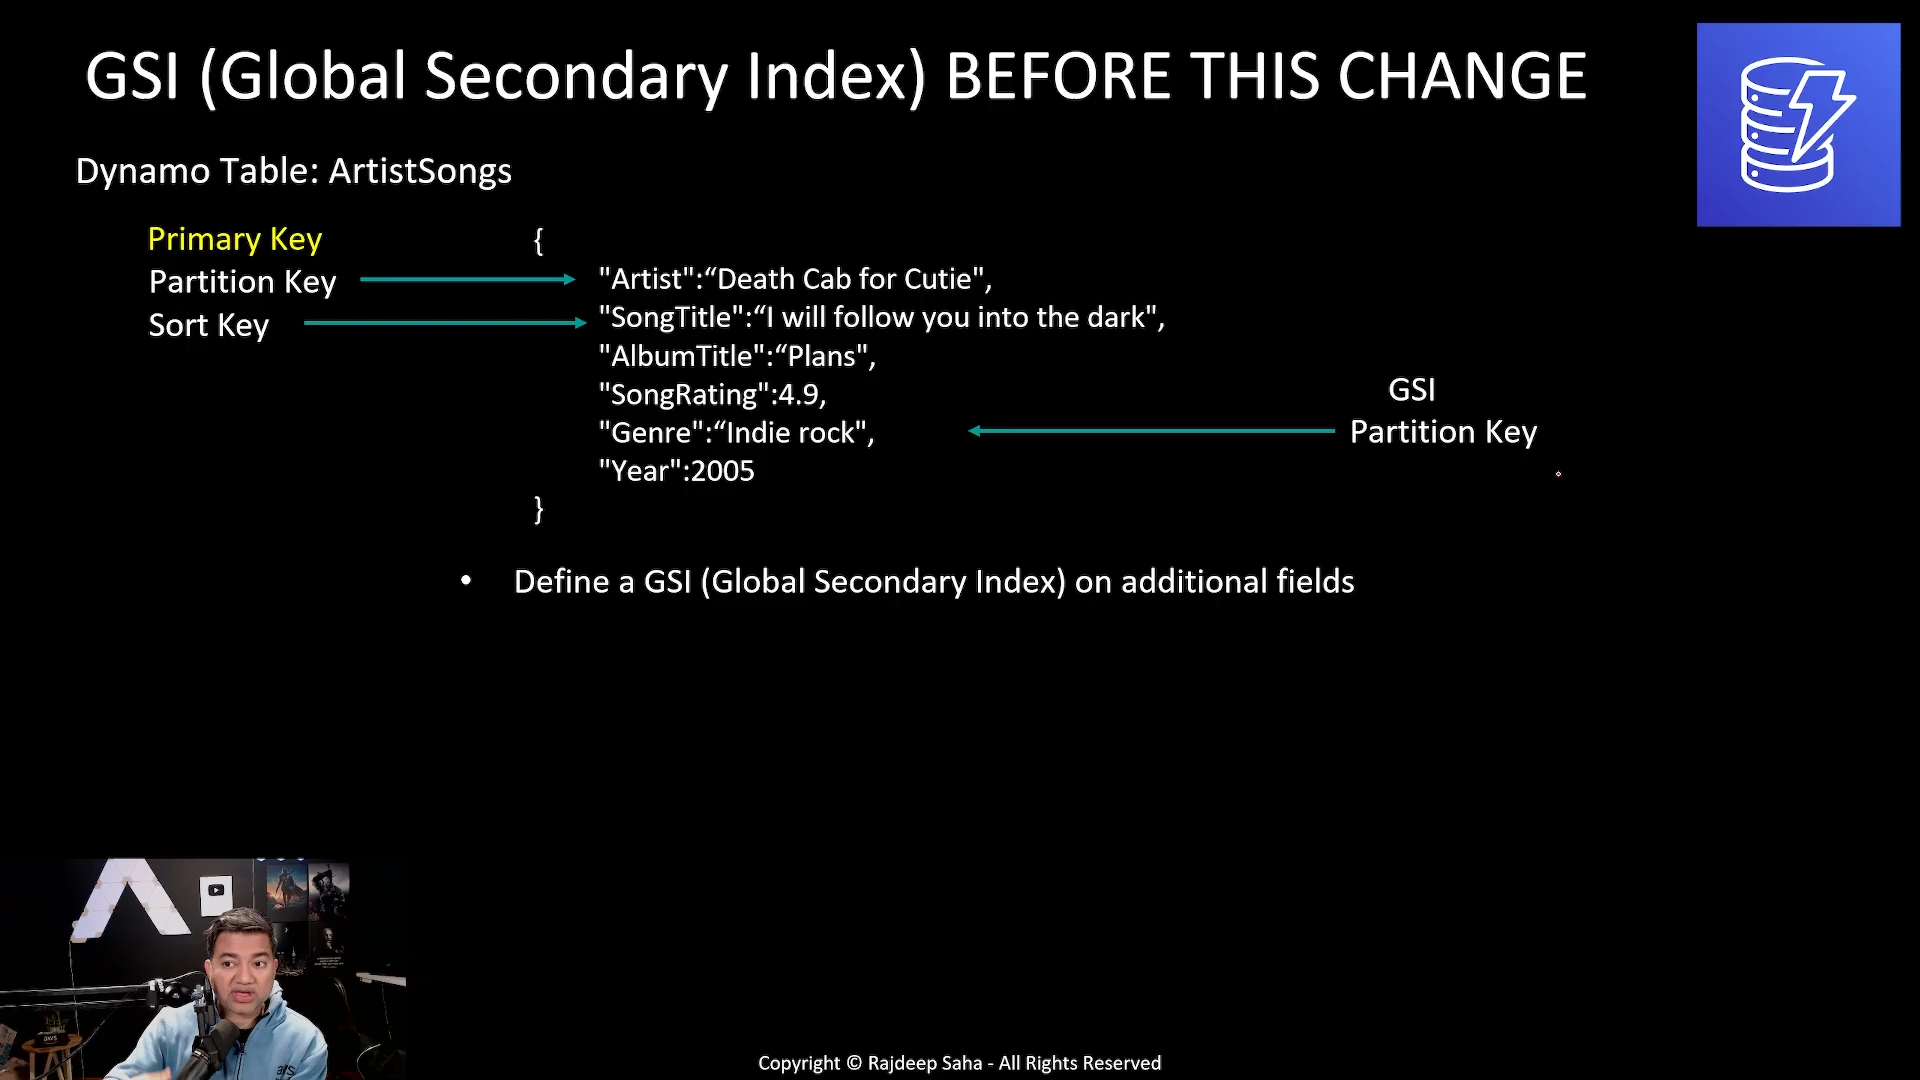 GSI (Global Secondary Index) BEFORE THIS CHANGE
Dynamo Table: ArtistSongs
Primary Key
Partition Key
Sort Key
{
"Artist":“Death Cab for Cutie",
"SongTitle":“I will follow you into the dark",
"AlbumTitle":“Plans",
"SongRating":4.9,
"Genre":“Indie rock",
"Year":2005
}
GSI
Partition Key
• Define a GSI (Global Secondary Index) on additional fields
aws
Copyright © Rajdeep Saha - All Rights Reserved